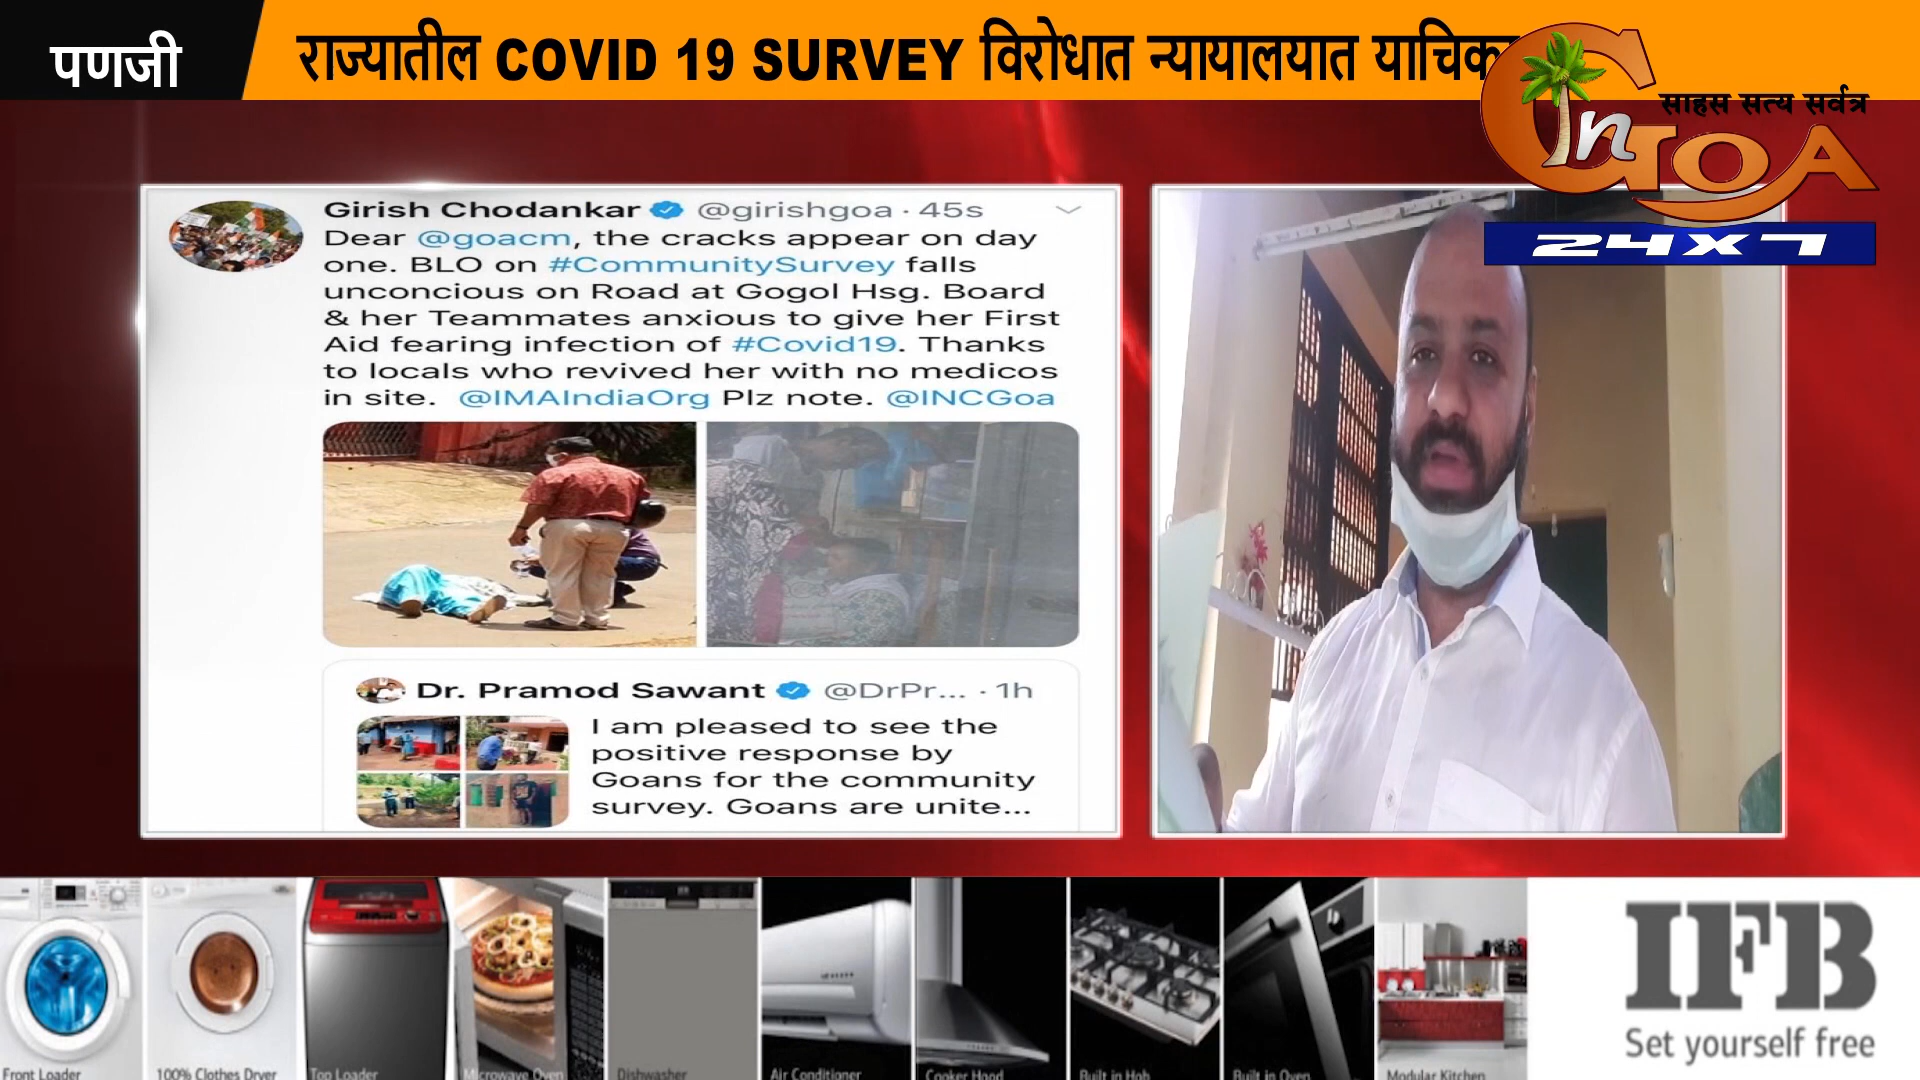 पणजी
राज्यातील COVID 19 SURVEY विरोधात न्यायालयात
साहस सत्य सर्वत्र
In GOA
24X7
Girish Chodankar @girishgoa · 45s
Dear @goacm, the cracks appear on day
one. BLO on #CommunitySurvey falls
unconcious on Road at Gogol Hsg. Board
& her Teammates anxious to give her First
Aid fearing infection of #Covid19. Thanks
to locals who revived her with no medicos
in site. @IMAIndiaOrg Plz note. @INCGoa
Dr. Pramod Sawant @DrPr... · 1h
I am pleased to see the
positive response by
Goans for the community
survey. Goans are unite...
IFB
Set yourself free
Front Loader
100% Clothes Dryer
Top Loader
Microwave Oven
Dishwasher
Air Conditioner
Cooker Hood
Built in Hob
Built in Oven
Modular Kitchen